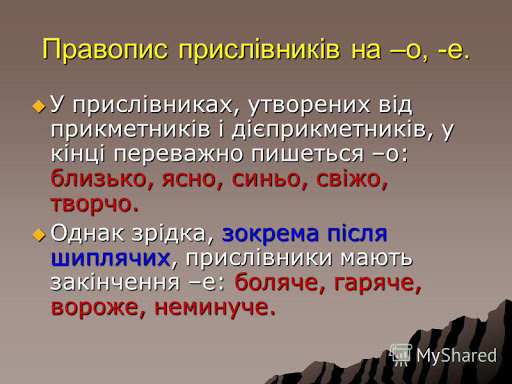 Правопис прислівників на –о, -е.
У прислівниках, утворених від
прикметників і дієприкметників, у
кінці переважно пишеться –о:
близько, ясно, синьо, свіжо,
творчо.
Однак зрідка, зокрема після
шиплячих, прислівники мають
закінчення –е: боляче, гаряче,
вороже, неминуче.
MyShared